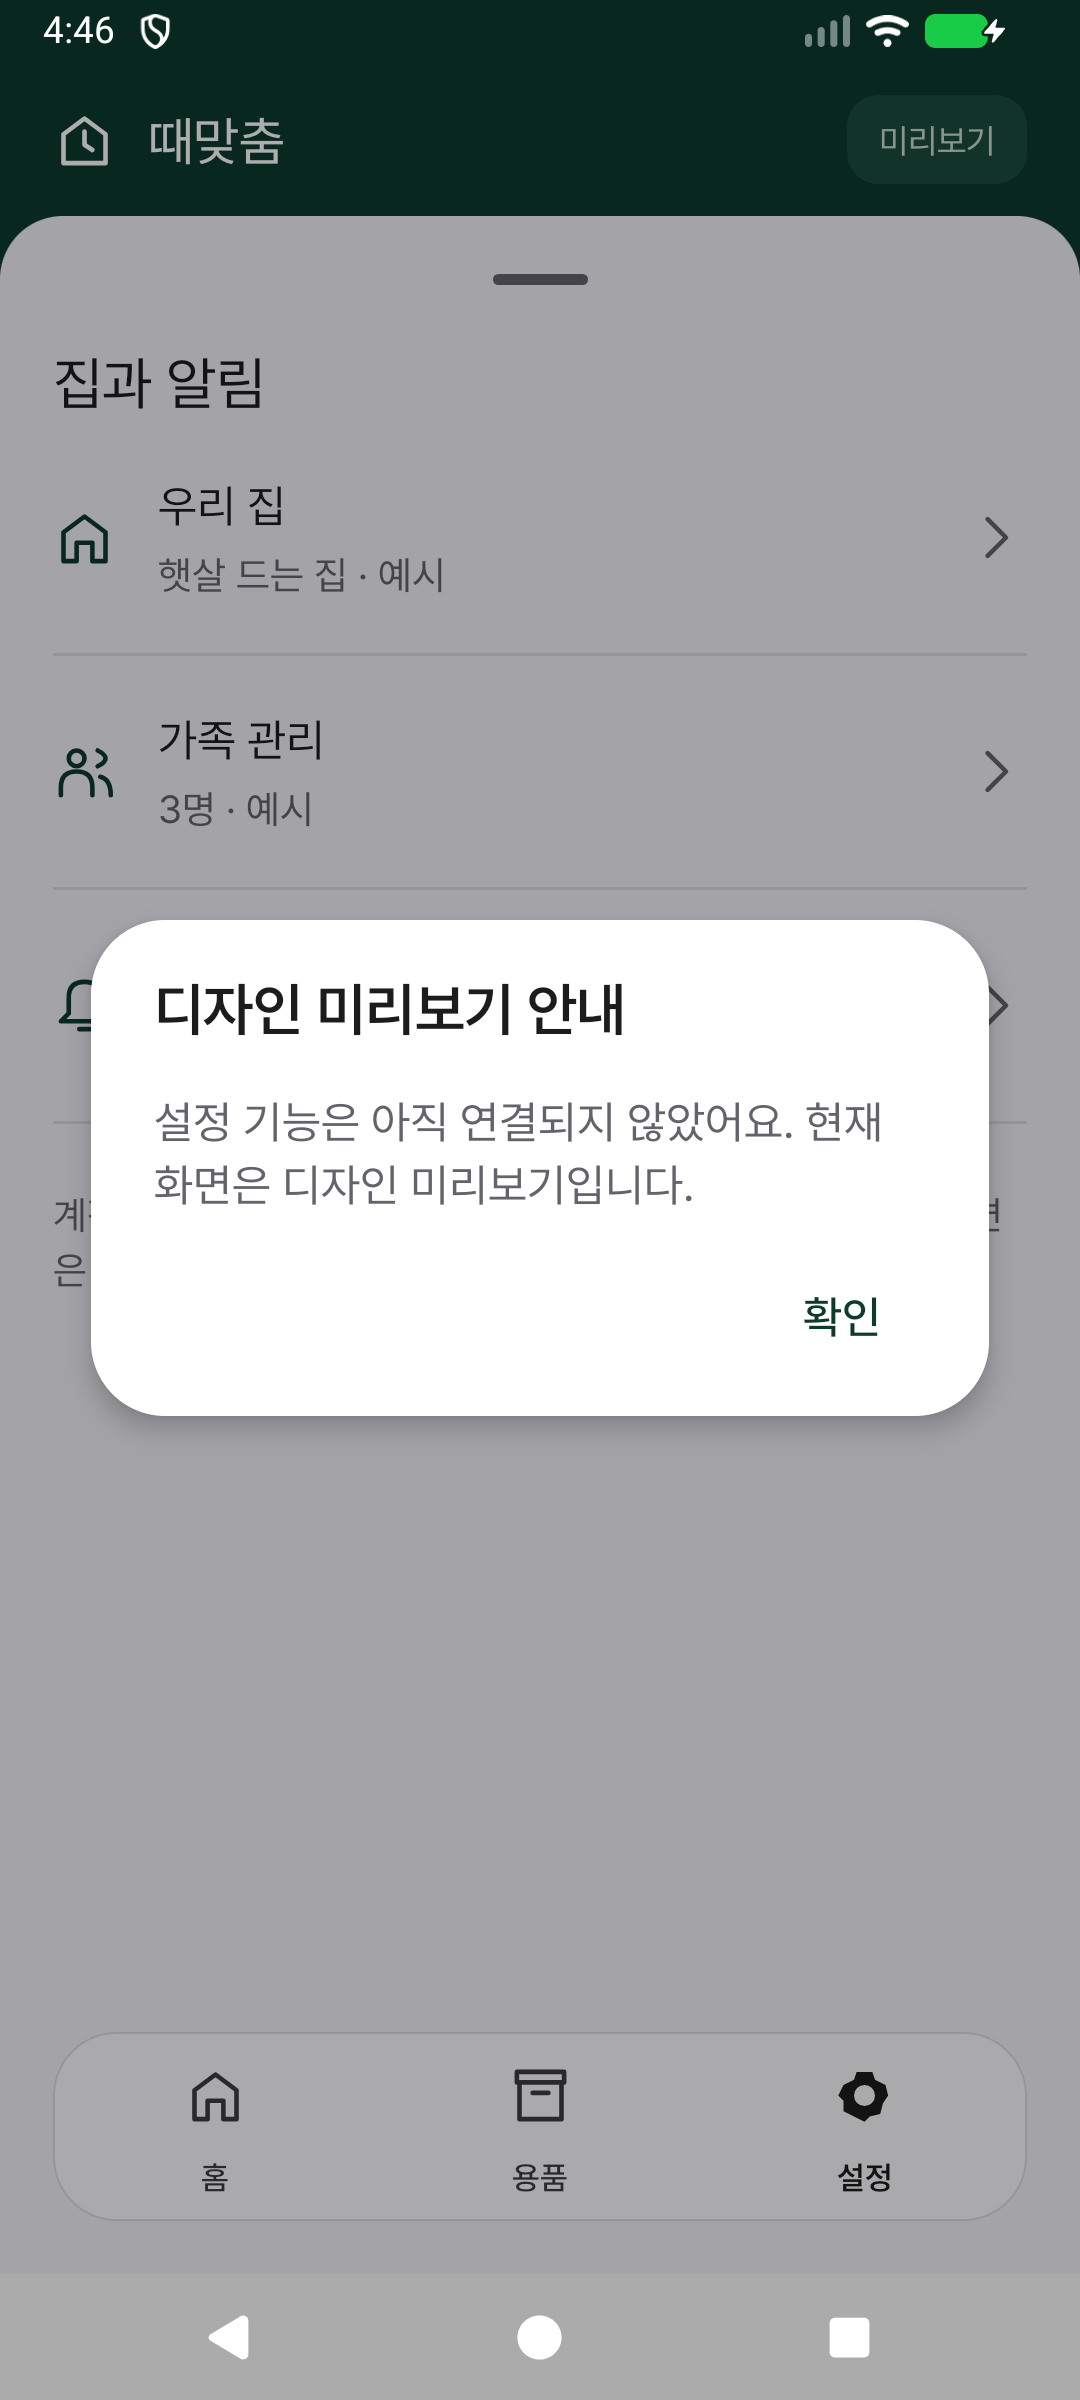 4:46
때맞춤
미리보기
집과 알림
우리 집
햇살 드는 집 · 예시
가족 관리
3명 · 예시
디자인 미리보기 안내
설정 기능은 아직 연결되지 않았어요. 현재
화면은 디자인 미리보기입니다.
은
확인
홈
용품
설정